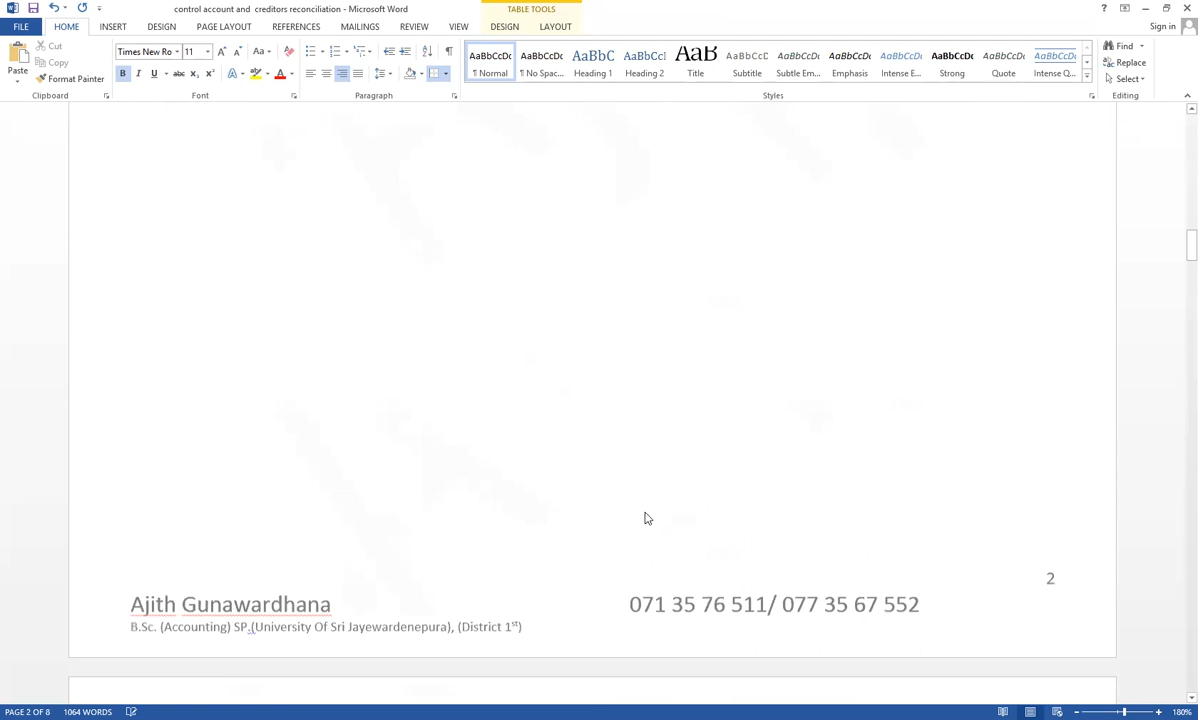 control account and creditors reconciliation - Microsoft Word
TABLE TOOLS
Sign in
FILE HOME INSERT DESIGN PAGE LAYOUT REFERENCES MAILINGS REVIEW VIEW DESIGN LAYOUT
Paste
Cut
Copy
Format Painter
Clipboard
Times New Ro 11
Font
Paragraph
AaBbCcDc AaBbCcDc AaBbC AaBbCcI AaB AaBbCcD AaBbCcDc AaBbCcDc AaBbCcDc AaBbCcDc AaBbCcDc AaBbCcDc
¶ Normal ¶ No Spac... Heading 1 Heading 2 Title Subtitle Subtle Em... Emphasis Intense E... Strong Quote Intense Q...
Styles
Find
Replace
Select
Editing
2
Ajith Gunawardhana 071 35 76 511/ 077 35 67 552
B.Sc. (Accounting) SP.(University Of Sri Jayewardenepura), (District 1st)
PAGE 2 OF 8 1064 WORDS 180%